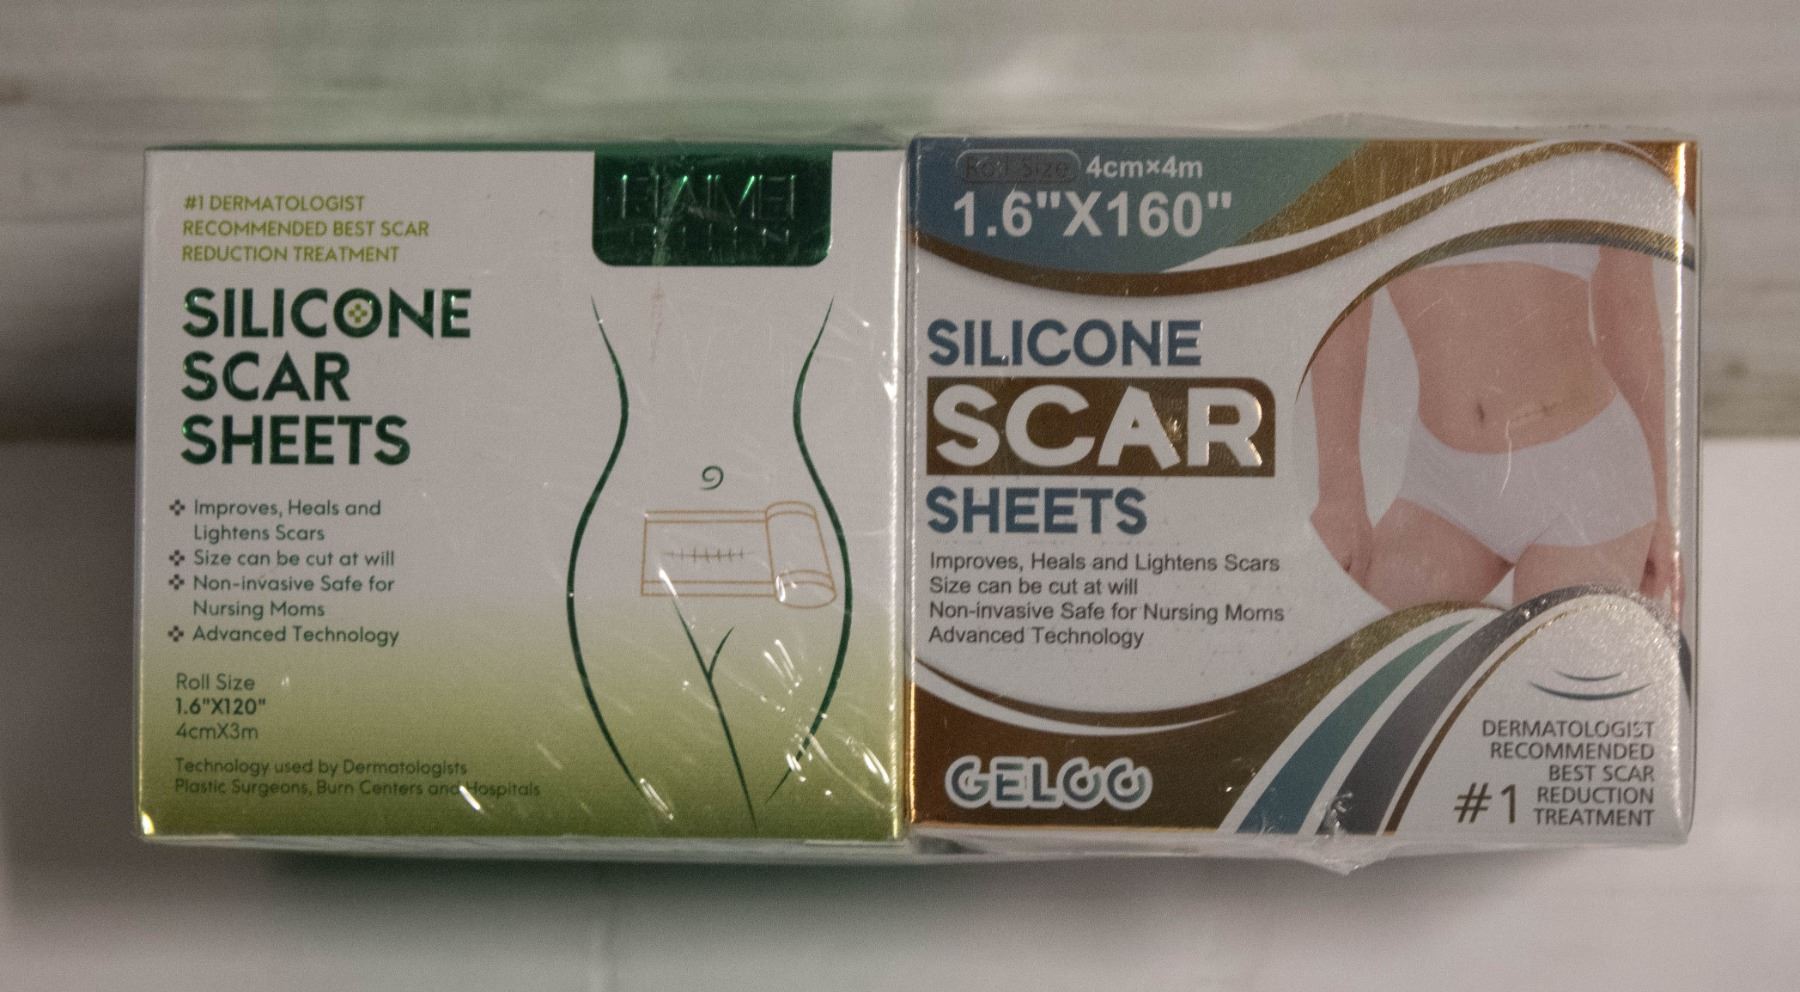 #1 DERMATOLOGIST
RECOMMENDED BEST SCAR
REDUCTION TREATMENT
SILICONE
SCAR
SHEETS
Improves, Heals and
Lightens Scars
Size can be cut at will
Non-invasive Safe for
Nursing Moms
Advanced Technology
Roll Size
1.6"X120"
4cmX3m
Technology used by Dermatologists
Plastic Surgeons, Burn Centers and Hospitals
Roll Size 4cm×4m
1.6"X160"
SILICONE
SCAR
SHEETS
Improves, Heals and Lightens Scars
Size can be cut at will
Non-invasive Safe for Nursing Moms
Advanced Technology
GELOO
DERMATOLOGIST
RECOMMENDED
BEST SCAR
#1 REDUCTION
TREATMENT